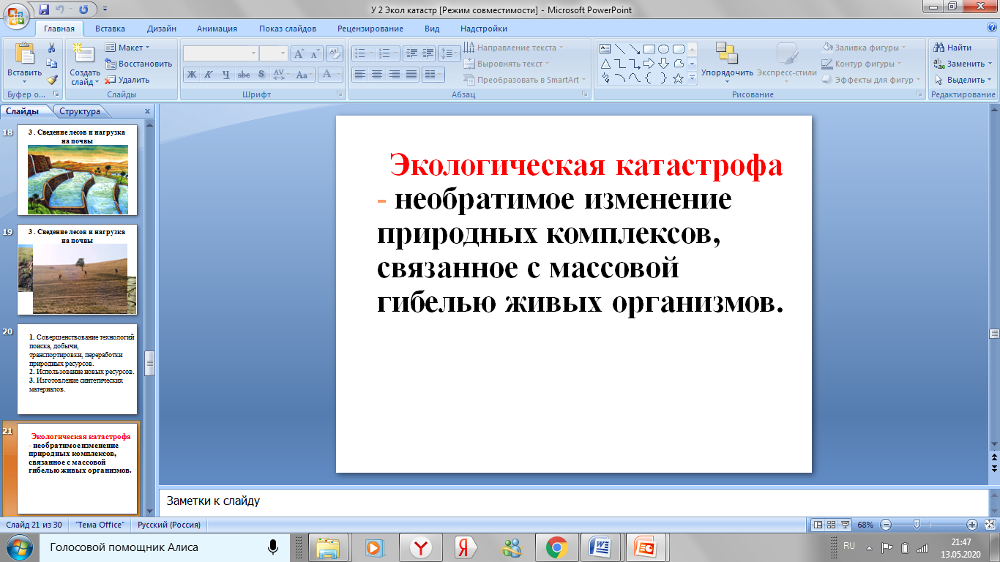 У 2 Экол катастр [Режим совместимости] - Microsoft PowerPoint
Главная Вставка Дизайн Анимация Показ слайдов Рецензирование Вид Надстройки
Вставить
Создать слайд
Макет
Восстановить
Удалить
Ж К Ч abc S AV Aa A
Направление текста
Выровнять текст
Преобразовать в SmartArt
Упорядочить
Экспресс-стили
Заливка фигуры
Контур фигуры
Эффекты для фигур
Найти
Заменить
Выделить
Буфер о... Слайды Шрифт Абзац Рисование Редактирование
Слайды Структура x
18
3 . Сведение лесов и нагрузка
на почвы
19
3 . Сведение лесов и нагрузка
на почвы
20
1. Совершенствование технологий
поиска, добычи,
транспортировки, переработки
природных ресурсов.
2. Использование новых ресурсов.
3. Изготовление синтетических
материалов.
21
Экологическая катастрофа
- необратимое изменение
природных комплексов,
связанное с массовой
гибелью живых организмов.
Экологическая катастрофа
- необратимое изменение
природных комплексов,
связанное с массовой
гибелью живых организмов.
Заметки к слайду
Слайд 21 из 30 "Тема Office" Русский (Россия) 68%
Голосовой помощник Алиса
RU
21:47
13.05.2020